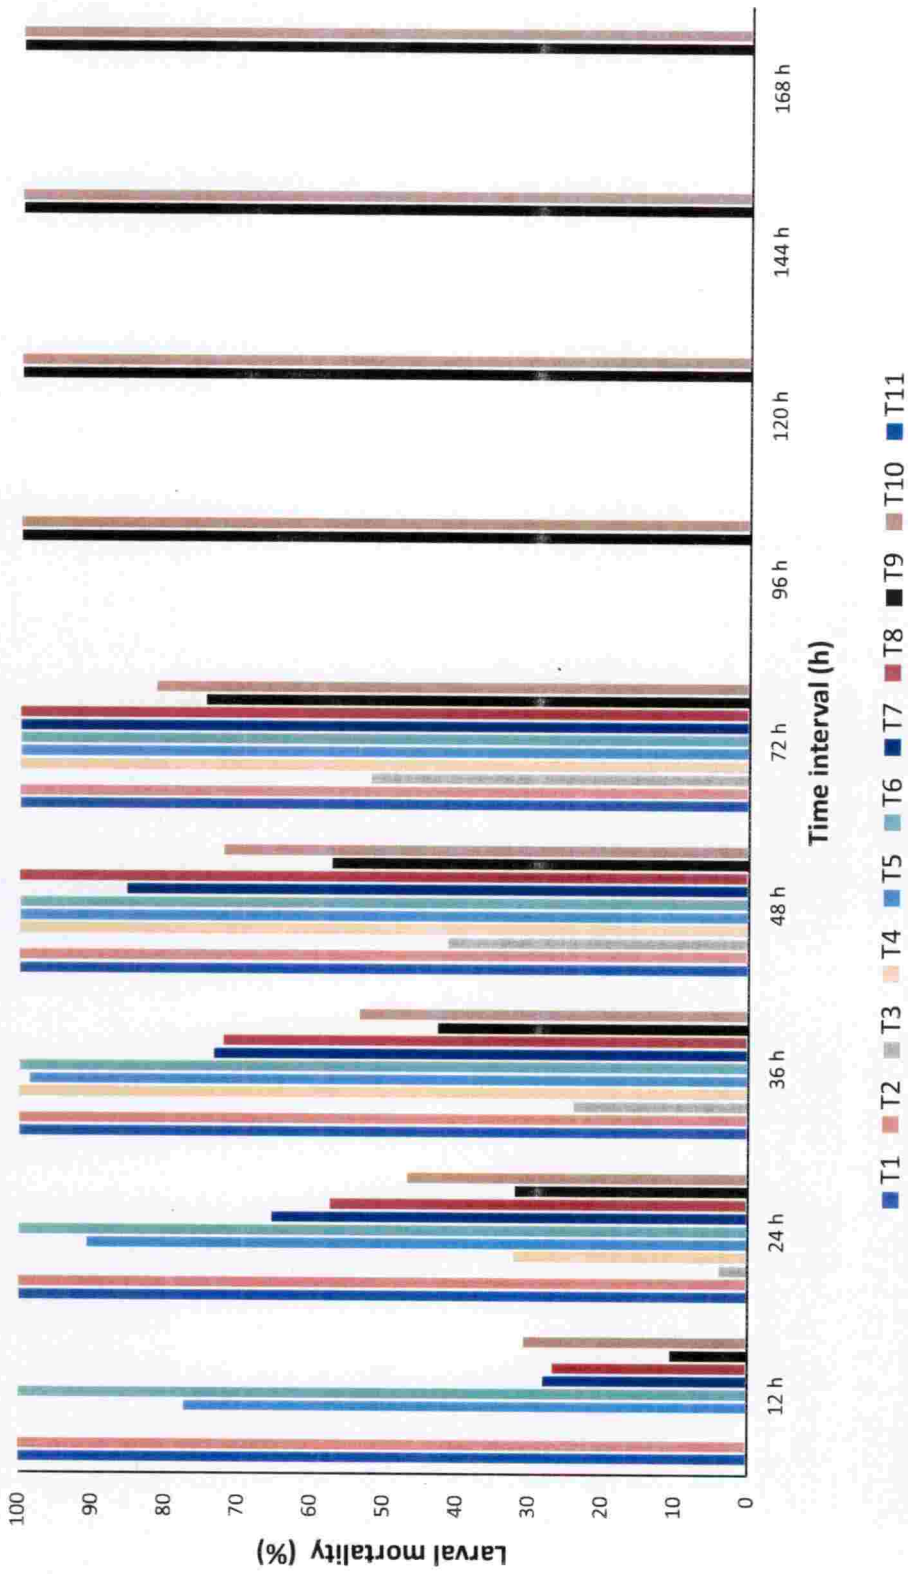 Larval mortality (%)
100
90
80
70
60
50
40
30
20
10
0
12 h
24 h
36 h
48 h
72 h
96 h
120 h
144 h
168 h
Time interval (h)
T1 T2 T3 T4 T5 T6 T7 T8 T9 T10 T11